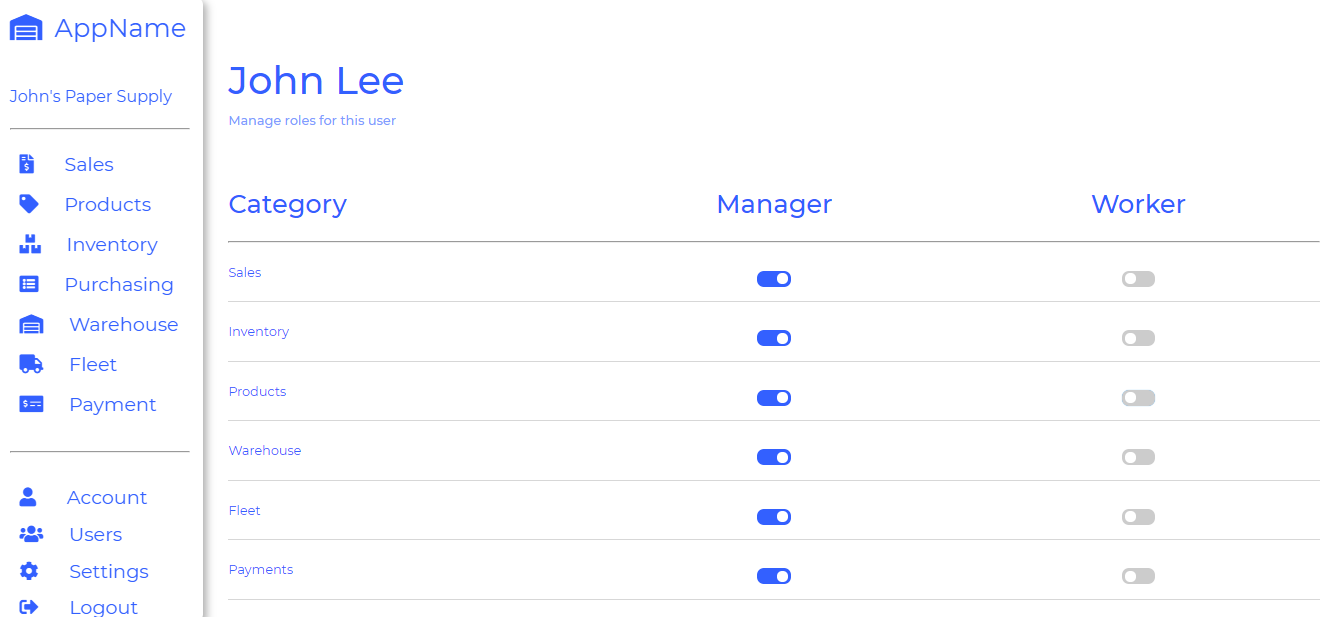 AppName
John's Paper Supply
Sales
Products
Inventory
Purchasing
Warehouse
Fleet
Payment
Account
Users
Settings
Logout
John Lee
Manage roles for this user
Category Manager Worker
Sales
Inventory
Products
Warehouse
Fleet
Payments